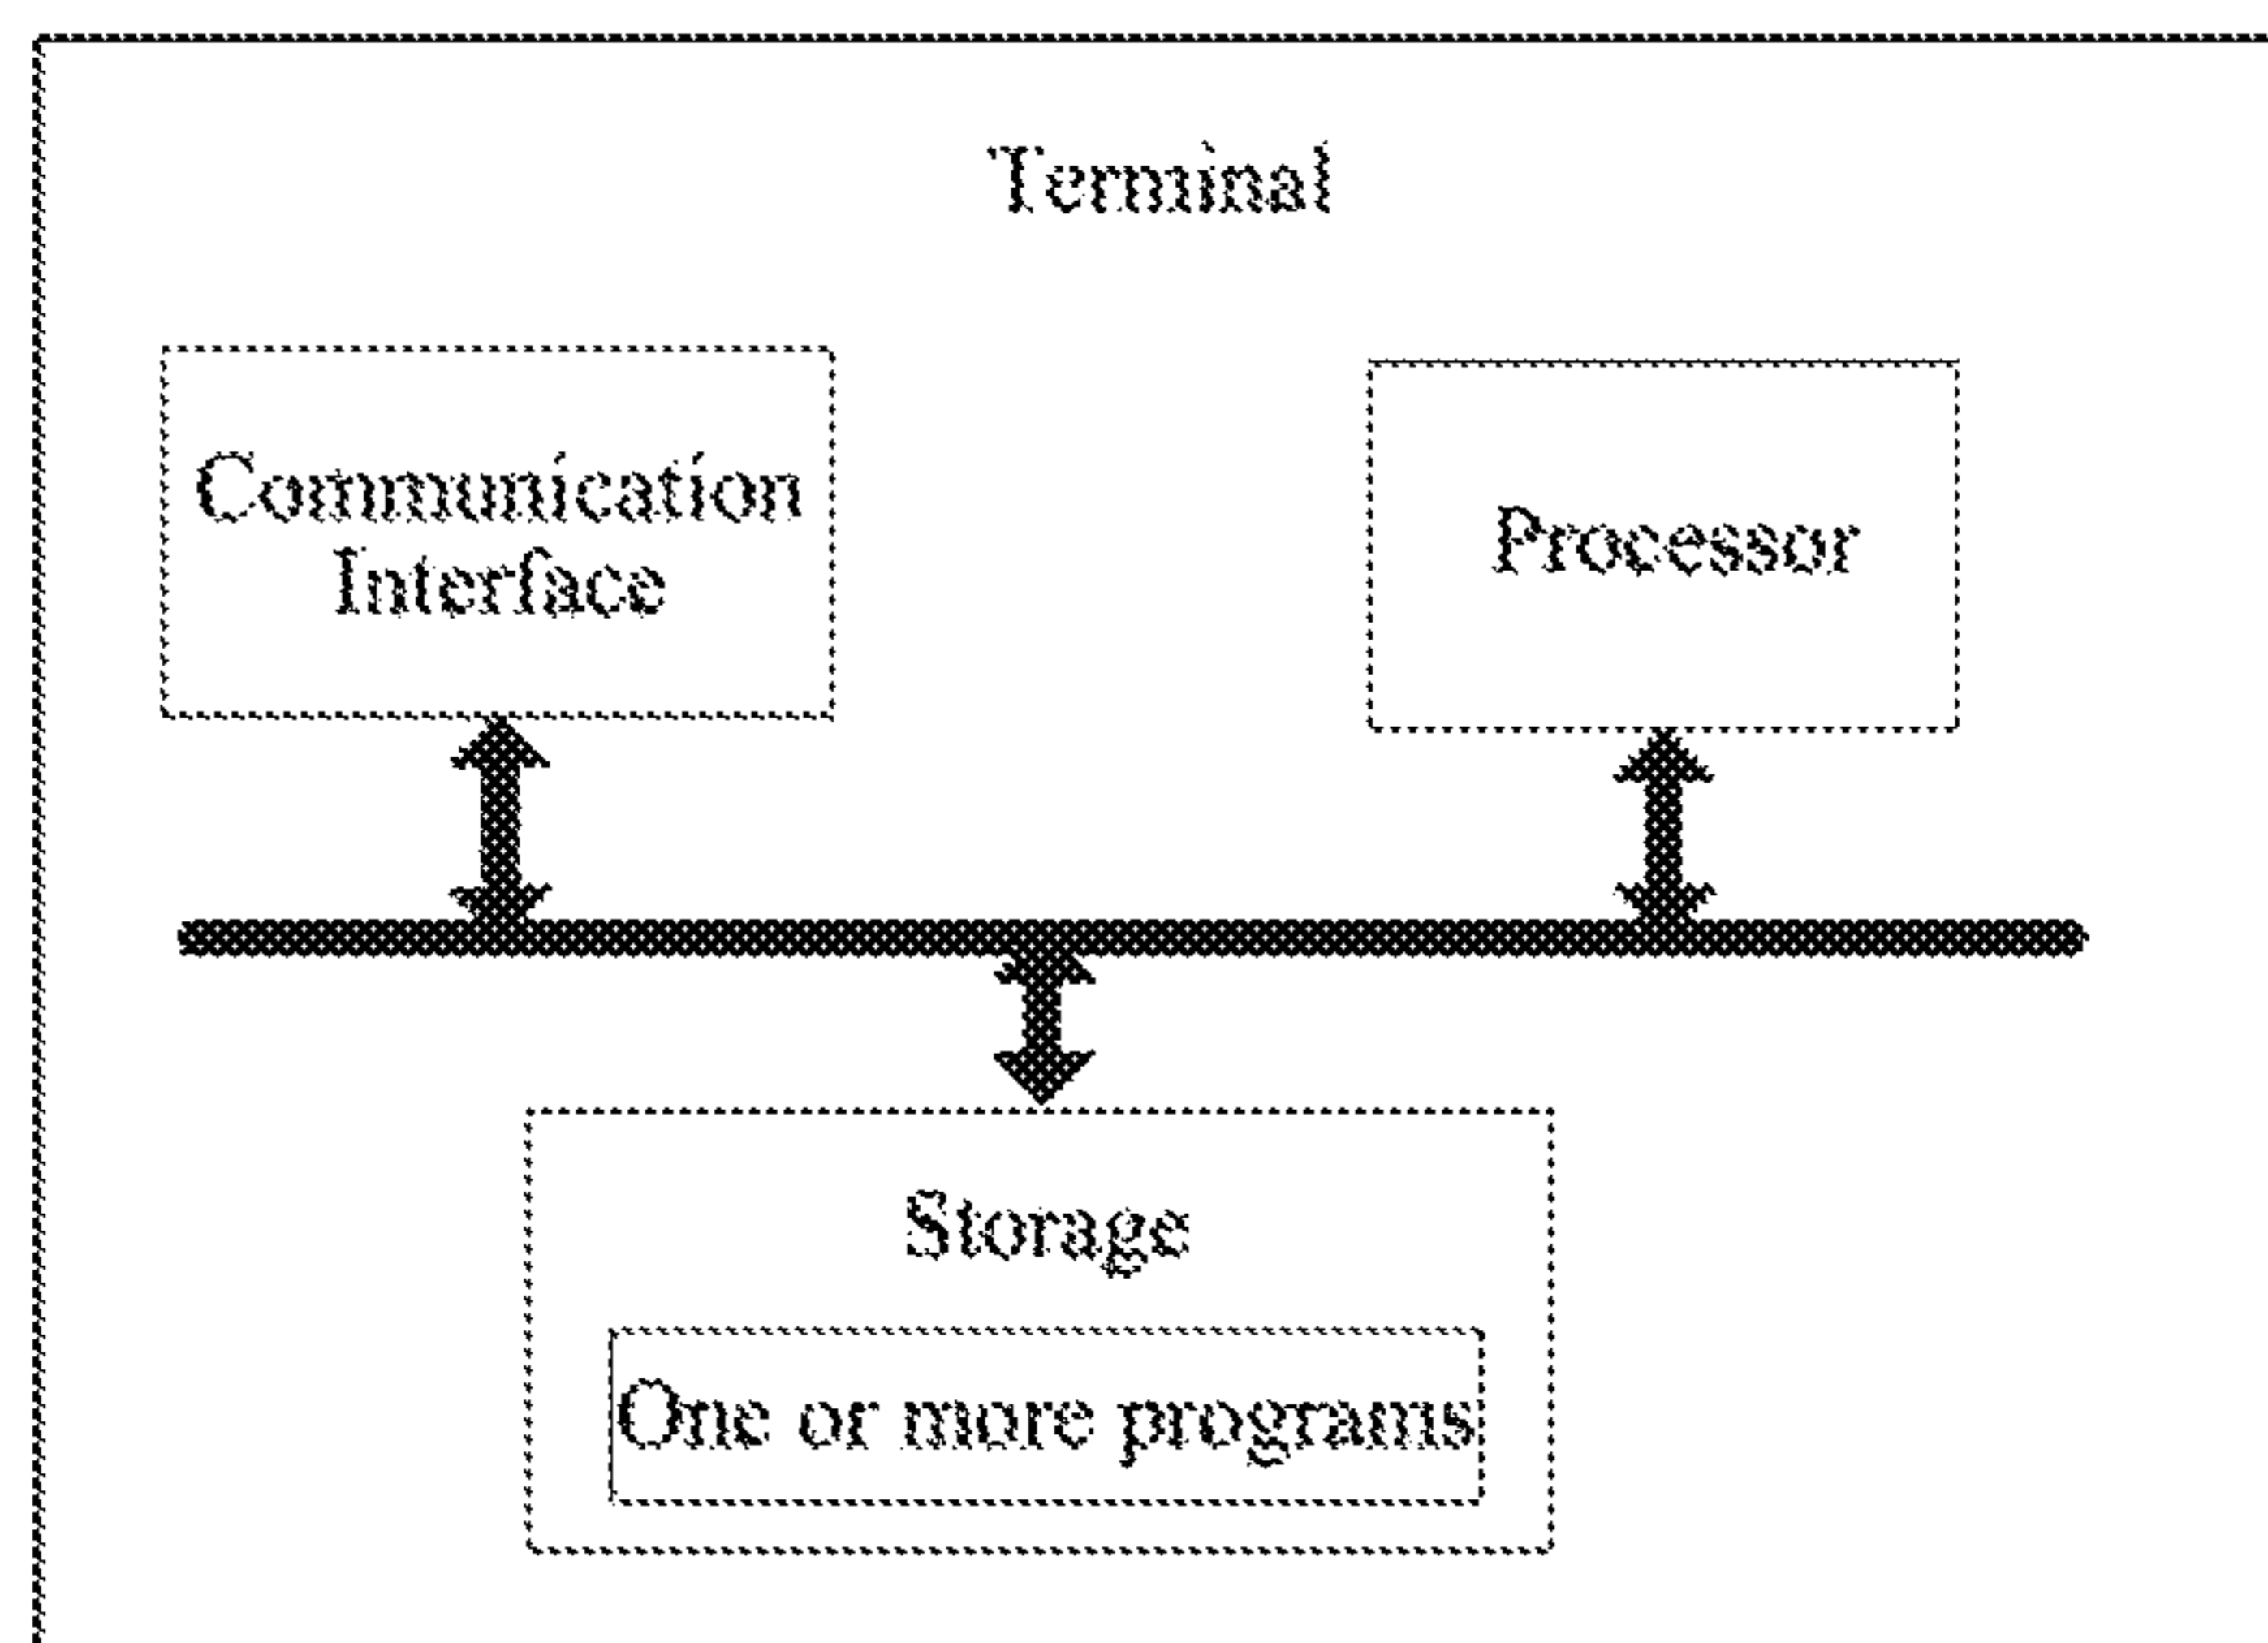 Terminal
Communication
Interface
Processor
Storage
One or more programs